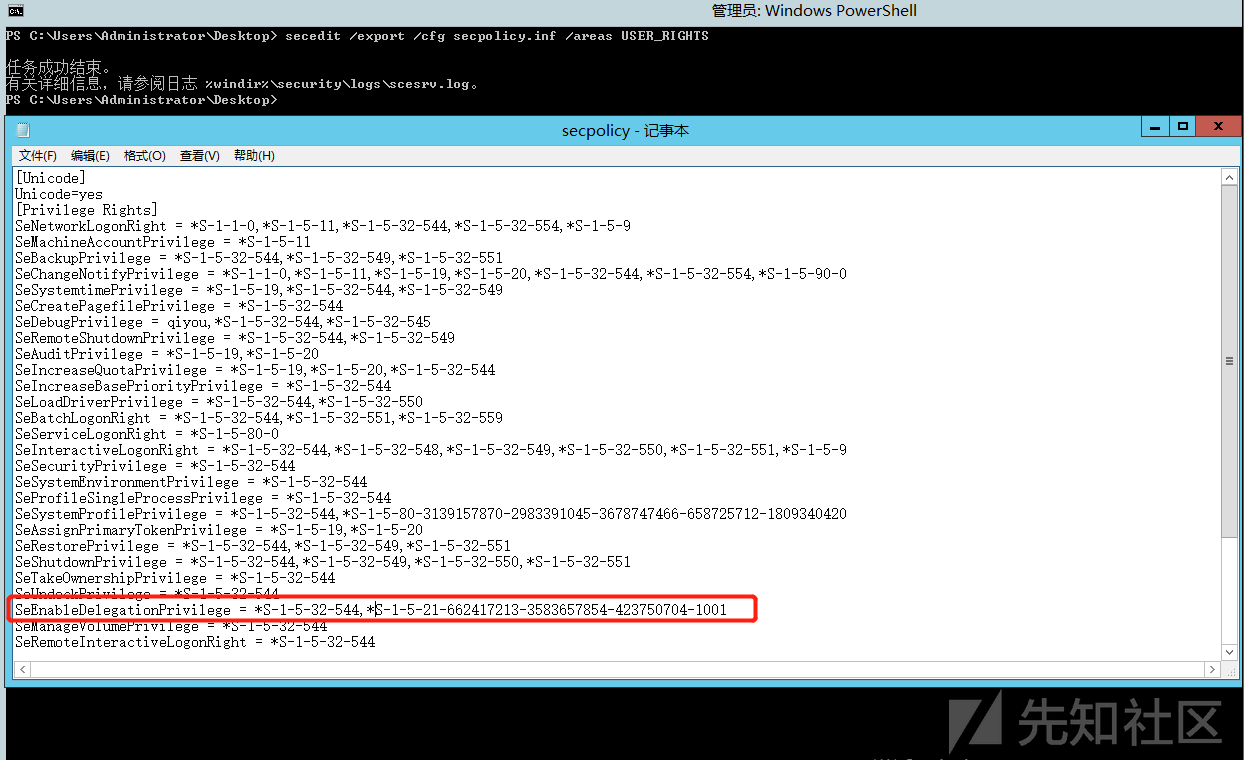 管理员: Windows PowerShell
PS C:\Users\Administrator\Desktop> secedit /export /cfg secpolicy.inf /areas USER_RIGHTS
任务成功结束。
有关详细信息，请参阅日志 %windir%\security\logs\scesrv.log。
PS C:\Users\Administrator\Desktop>
secpolicy - 记事本
文件(F) 编辑(E) 格式(O) 查看(V) 帮助(H)
[Unicode]
Unicode=yes
[Privilege Rights]
SeNetworkLogonRight = *S-1-1-0,*S-1-5-11,*S-1-5-32-544,*S-1-5-32-554,*S-1-5-9
SeMachineAccountPrivilege = *S-1-5-11
SeBackupPrivilege = *S-1-5-32-544,*S-1-5-32-549,*S-1-5-32-551
SeChangeNotifyPrivilege = *S-1-1-0,*S-1-5-11,*S-1-5-19,*S-1-5-20,*S-1-5-32-544,*S-1-5-32-554,*S-1-5-90-0
SeSystemtimePrivilege = *S-1-5-19,*S-1-5-32-544,*S-1-5-32-549
SeCreatePagefilePrivilege = *S-1-5-32-544
SeDebugPrivilege = qiyou,*S-1-5-32-544,*S-1-5-32-545
SeRemoteShutdownPrivilege = *S-1-5-32-544,*S-1-5-32-549
SeAuditPrivilege = *S-1-5-19,*S-1-5-20
SeIncreaseQuotaPrivilege = *S-1-5-19,*S-1-5-20,*S-1-5-32-544
SeIncreaseBasePriorityPrivilege = *S-1-5-32-544
SeLoadDriverPrivilege = *S-1-5-32-544,*S-1-5-32-550
SeBatchLogonRight = *S-1-5-32-544,*S-1-5-32-551,*S-1-5-32-559
SeServiceLogonRight = *S-1-5-80-0
SeInteractiveLogonRight = *S-1-5-32-544,*S-1-5-32-548,*S-1-5-32-549,*S-1-5-32-550,*S-1-5-32-551,*S-1-5-9
SeSecurityPrivilege = *S-1-5-32-544
SeSystemEnvironmentPrivilege = *S-1-5-32-544
SeProfileSingleProcessPrivilege = *S-1-5-32-544
SeSystemProfilePrivilege = *S-1-5-32-544,*S-1-5-80-3139157870-2983391045-3678747466-658725712-1809340420
SeAssignPrimaryTokenPrivilege = *S-1-5-19,*S-1-5-20
SeRestorePrivilege = *S-1-5-32-544,*S-1-5-32-549,*S-1-5-32-551
SeShutdownPrivilege = *S-1-5-32-544,*S-1-5-32-549,*S-1-5-32-550,*S-1-5-32-551
SeTakeOwnershipPrivilege = *S-1-5-32-544
SeUndockPrivilege = *S-1-5-32-544
SeEnableDelegationPrivilege = *S-1-5-32-544,*S-1-5-21-662417213-3583657854-423750704-1001
SeManageVolumePrivilege = *S-1-5-32-544
SeRemoteInteractiveLogonRight = *S-1-5-32-544
先知社区